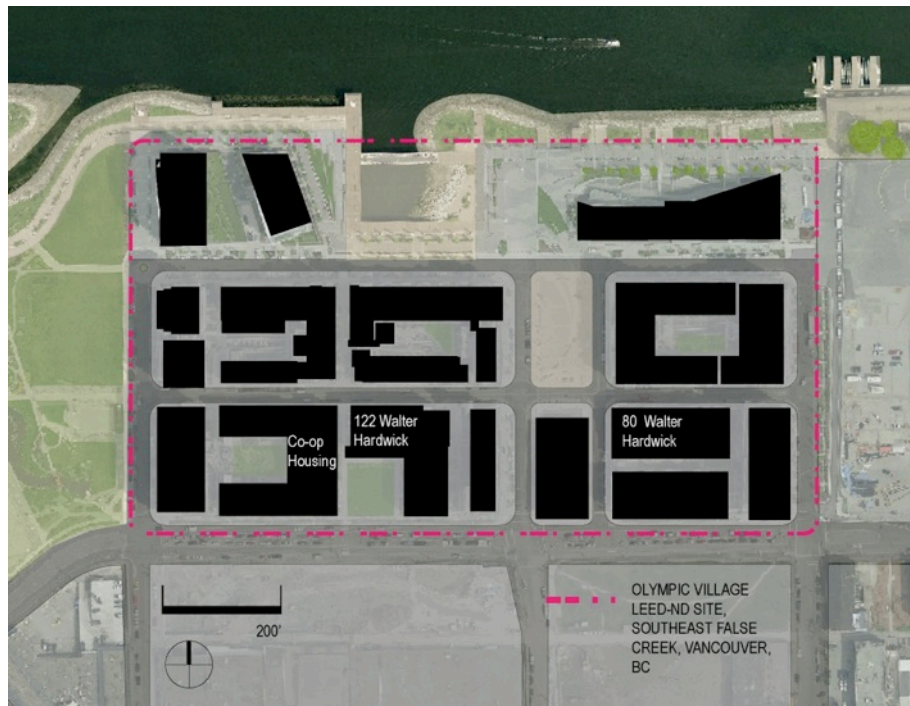 Co-op
Housing
122 Walter
Hardwick
80 Walter
Hardwick
200'
OLYMPIC VILLAGE
LEED-ND SITE,
SOUTHEAST FALSE
CREEK, VANCOUVER,
BC